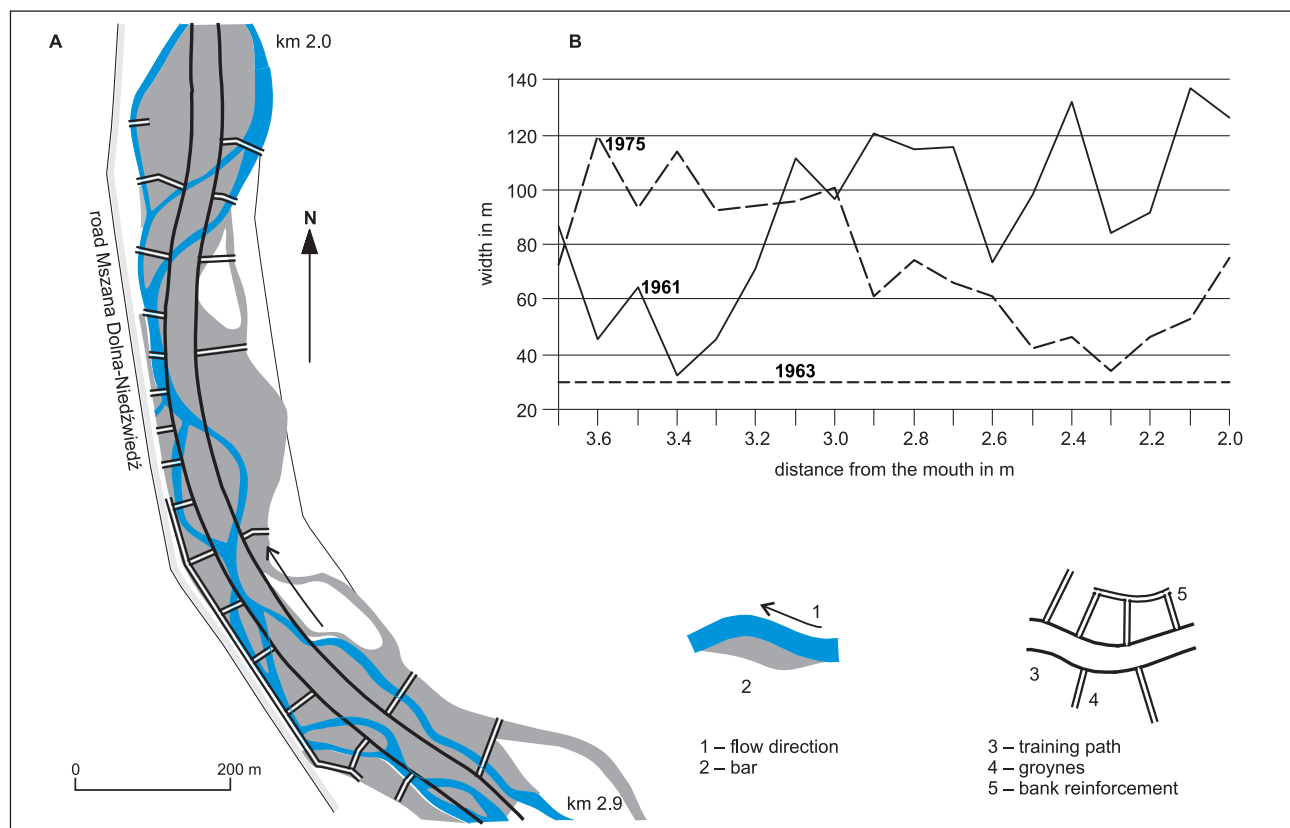 A
km 2.0
N
road Mszana Dolna-Niedźwiedź
0 200 m
km 2.9
B
140
120
100
80
60
40
20
width in m
1975
1961
1963
3.6 3.4 3.2 3.0 2.8 2.6 2.4 2.2 2.0
distance from the mouth in m
1
2
1 – flow direction
2 – bar
5
3
4
3 – training path
4 – groynes
5 – bank reinforcement